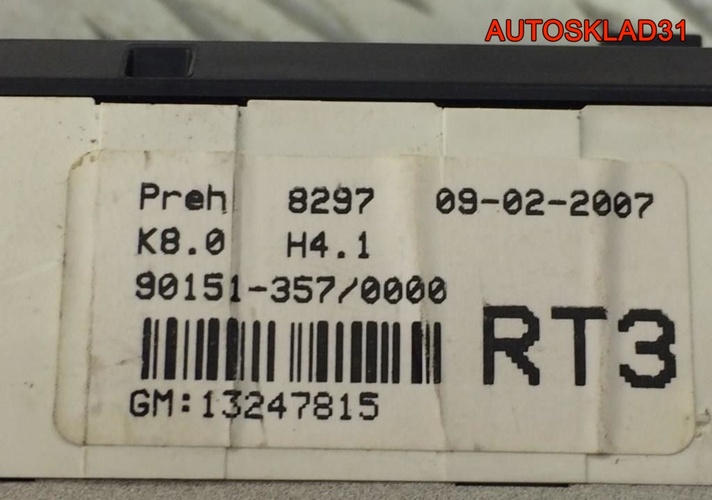 AUTOSKLAD31
Preh 8297 09-02-2007
K8.0 H4.1
90151-357/0000
RT3
GM:13247815